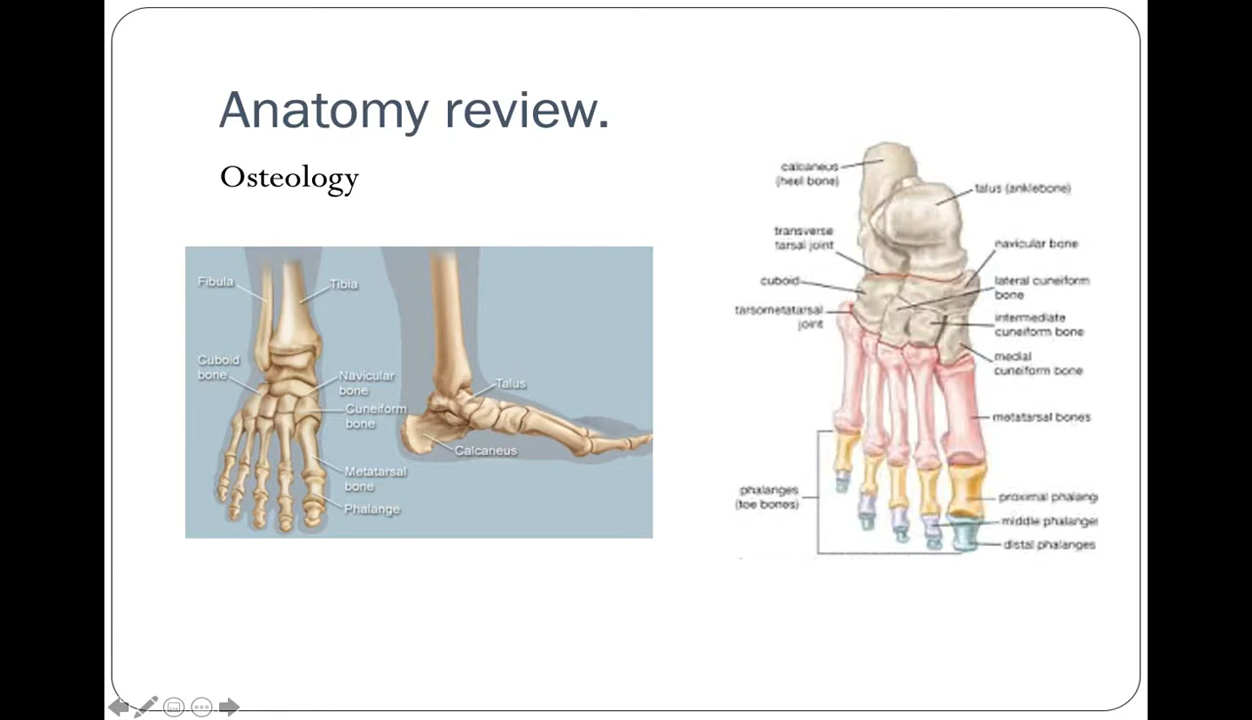 Anatomy review.
Osteology
Fibula
Tibia
Cuboid
bone
Navicular
bone
Cuneiform
bone
Metatarsal
bone
Phalange
Talus
Calcaneus
calcaneus
(heel bone)
talus (anklebone)
transverse
tarsal joint
navicular bone
cuboid
lateral cuneiform
bone
tarsometatarsal
joint
intermediate
cuneiform bone
medial
cuneiform bone
metatarsal bones
phalanges
(toe bones)
proximal phalang
middle phalanges
distal phalanges